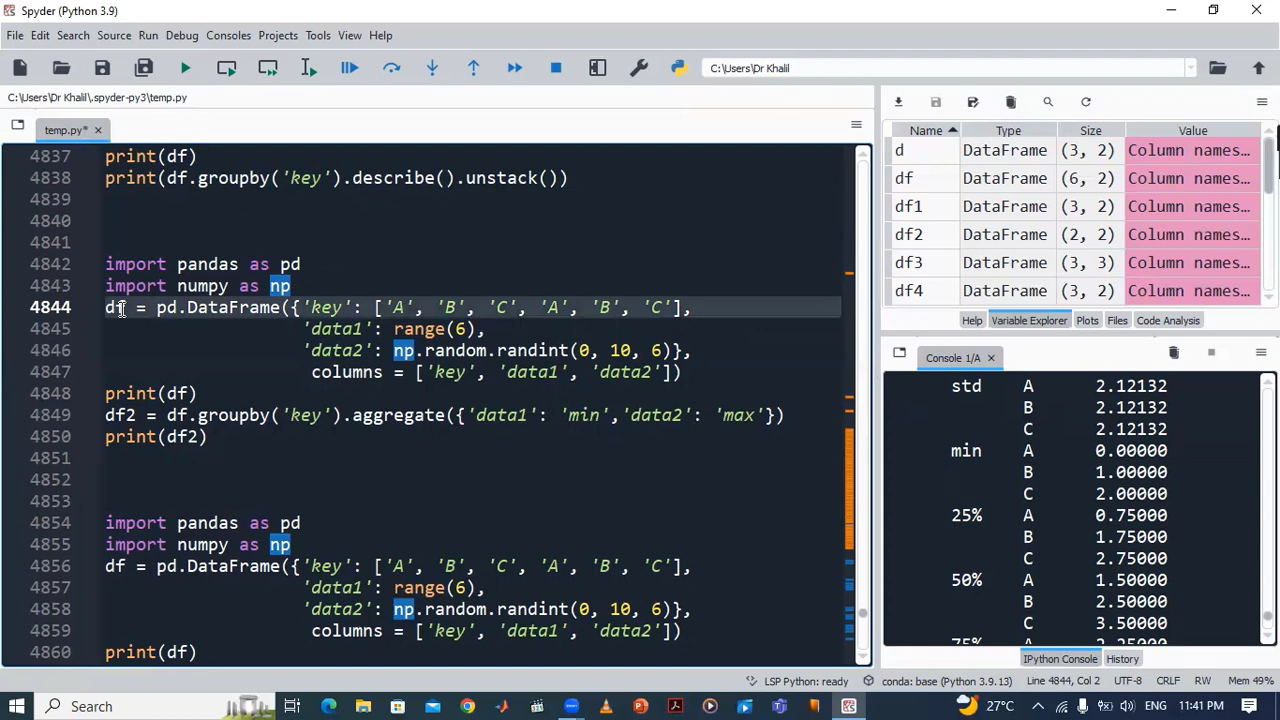 Spyder (Python 3.9)
File Edit Search Source Run Debug Consoles Projects Tools View Help
C:\Users\Dr Khalil
C:\Users\Dr Khalil\.spyder-py3\temp.py
temp.py*
4837 print(df)
4838 print(df.groupby('key').describe().unstack())
4839
4840
4841
4842 import pandas as pd
4843 import numpy as np
4844 df = pd.DataFrame({'key': ['A', 'B', 'C', 'A', 'B', 'C'],
4845 'data1': range(6),
4846 'data2': np.random.randint(0, 10, 6)},
4847 columns = ['key', 'data1', 'data2'])
4848 print(df)
4849 df2 = df.groupby('key').aggregate({'data1': 'min','data2': 'max'})
4850 print(df2)
4851
4852
4853
4854 import pandas as pd
4855 import numpy as np
4856 df = pd.DataFrame({'key': ['A', 'B', 'C', 'A', 'B', 'C'],
4857 'data1': range(6),
4858 'data2': np.random.randint(0, 10, 6)},
4859 columns = ['key', 'data1', 'data2'])
4860 print(df)
Name Type Size Value
d DataFrame (3, 2) Column names…
df DataFrame (6, 2) Column names…
df1 DataFrame (3, 2) Column names…
df2 DataFrame (2, 2) Column names…
df3 DataFrame (3, 3) Column names…
df4 DataFrame (3, 2) Column names…
Help Variable Explorer Plots Files Code Analysis
Console 1/A
std A 2.12132
B 2.12132
C 2.12132
min A 0.00000
B 1.00000
C 2.00000
25% A 0.75000
B 1.75000
C 2.75000
50% A 1.50000
B 2.50000
C 3.50000
75% A 2.25000
IPython Console History
LSP Python: ready conda: base (Python 3.9.13) Line 4844, Col 2 UTF-8 CRLF RW Mem 49%
Search 27°C 11:41 PM